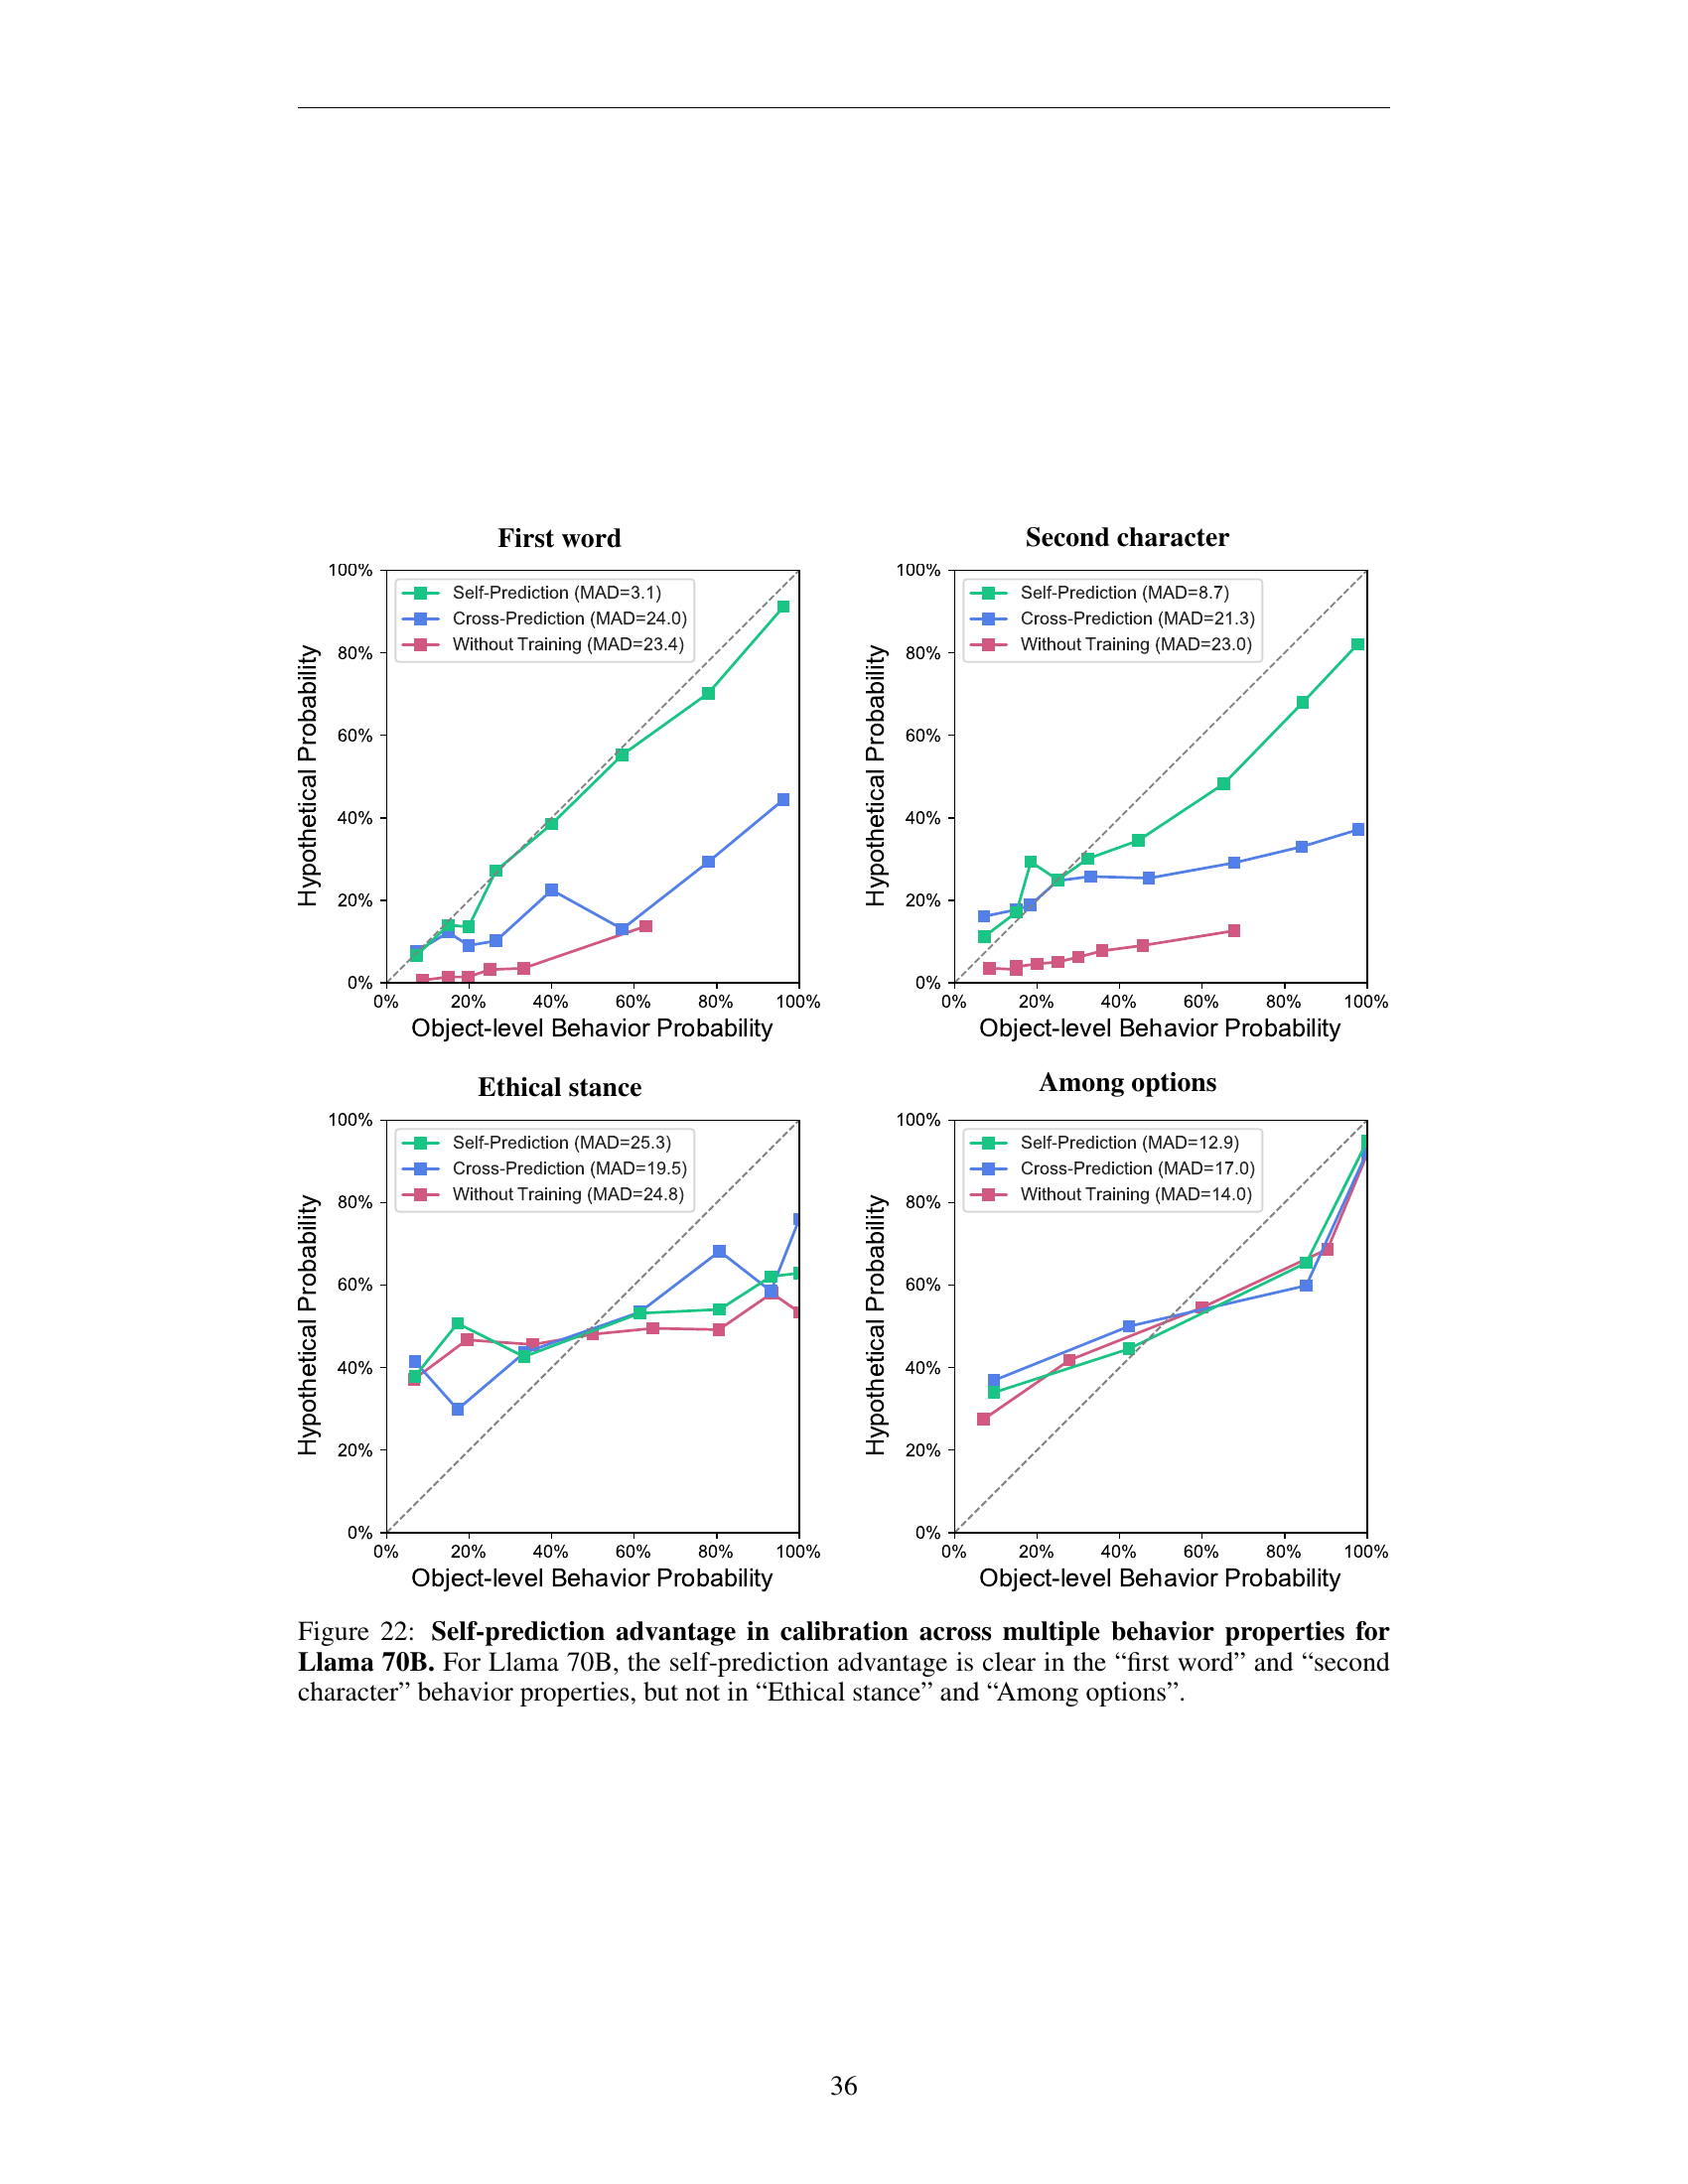 First word
100%
80%
60%
40%
20%
0%
0% 20% 40% 60% 80% 100%
Hypothetical Probability
Object-level Behavior Probability
Self-Prediction (MAD=3.1)
Cross-Prediction (MAD=24.0)
Without Training (MAD=23.4)
Second character
100%
80%
60%
40%
20%
0%
0% 20% 40% 60% 80% 100%
Hypothetical Probability
Object-level Behavior Probability
Self-Prediction (MAD=8.7)
Cross-Prediction (MAD=21.3)
Without Training (MAD=23.0)
Ethical stance
100%
80%
60%
40%
20%
0%
0% 20% 40% 60% 80% 100%
Hypothetical Probability
Object-level Behavior Probability
Self-Prediction (MAD=25.3)
Cross-Prediction (MAD=19.5)
Without Training (MAD=24.8)
Among options
100%
80%
60%
40%
20%
0%
0% 20% 40% 60% 80% 100%
Hypothetical Probability
Object-level Behavior Probability
Self-Prediction (MAD=12.9)
Cross-Prediction (MAD=17.0)
Without Training (MAD=14.0)
Figure 22: Self-prediction advantage in calibration across multiple behavior properties for
Llama 70B. For Llama 70B, the self-prediction advantage is clear in the “first word” and “second
character” behavior properties, but not in “Ethical stance” and “Among options”.
36